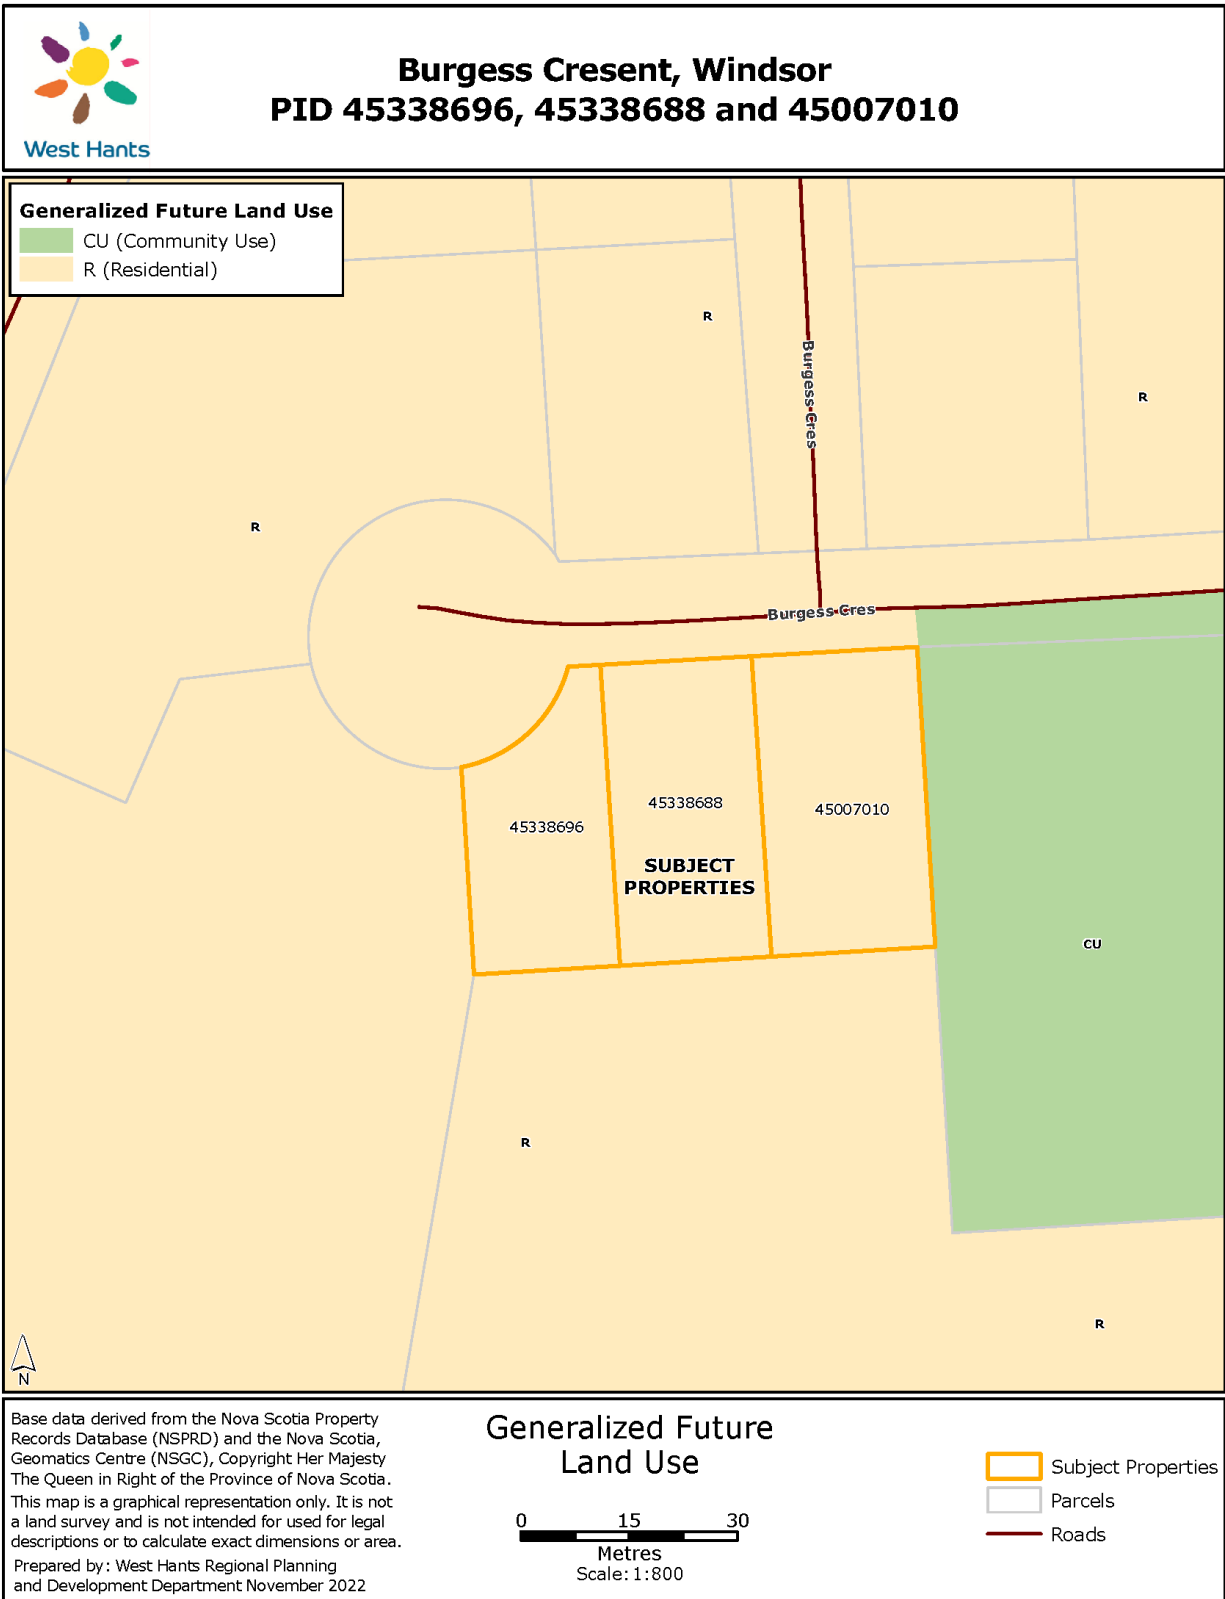 West Hants
Burgess Cresent, Windsor
PID 45338696, 45338688 and 45007010
Generalized Future Land Use
CU (Community Use)
R (Residential)
R
Burgess Cres
R
R
Burgess Cres
45338696
45338688
45007010
SUBJECT
PROPERTIES
CU
R
R
N
Base data derived from the Nova Scotia Property
Records Database (NSPRD) and the Nova Scotia,
Geomatics Centre (NSGC), Copyright Her Majesty
The Queen in Right of the Province of Nova Scotia.
This map is a graphical representation only. It is not
a land survey and is not intended for used for legal
descriptions or to calculate exact dimensions or area.
Prepared by: West Hants Regional Planning
and Development Department November 2022
Generalized Future
Land Use
0 15 30
Metres
Scale: 1:800
Subject Properties
Parcels
Roads